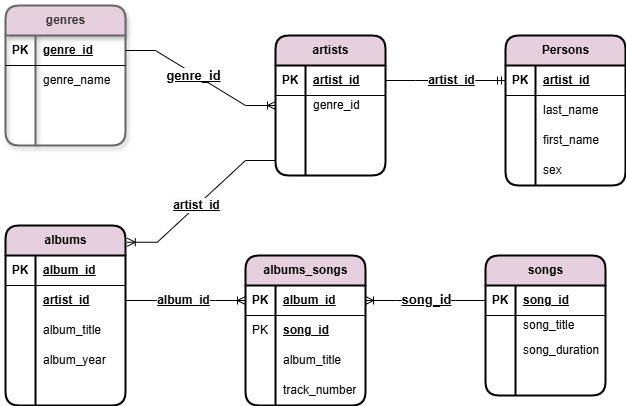 genres
PK genre_id
genre_name
genre_id
artists
PK artist_id
genre_id
artist_id
Persons
PK artist_id
last_name
first_name
sex
artist_id
albums
PK album_id
artist_id
album_title
album_year
album_id
albums_songs
PK album_id
PK song_id
album_title
track_number
song_id
songs
PK song_id
song_title
song_duration